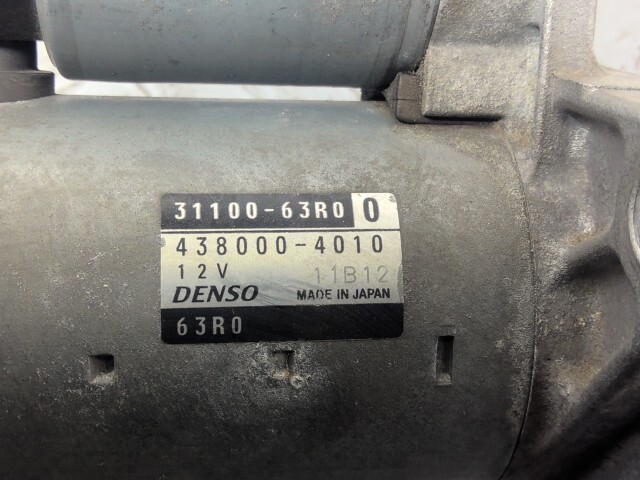 31100-63R0 0
438000-4010
12V 11B12
DENSO MADE IN JAPAN
63R0